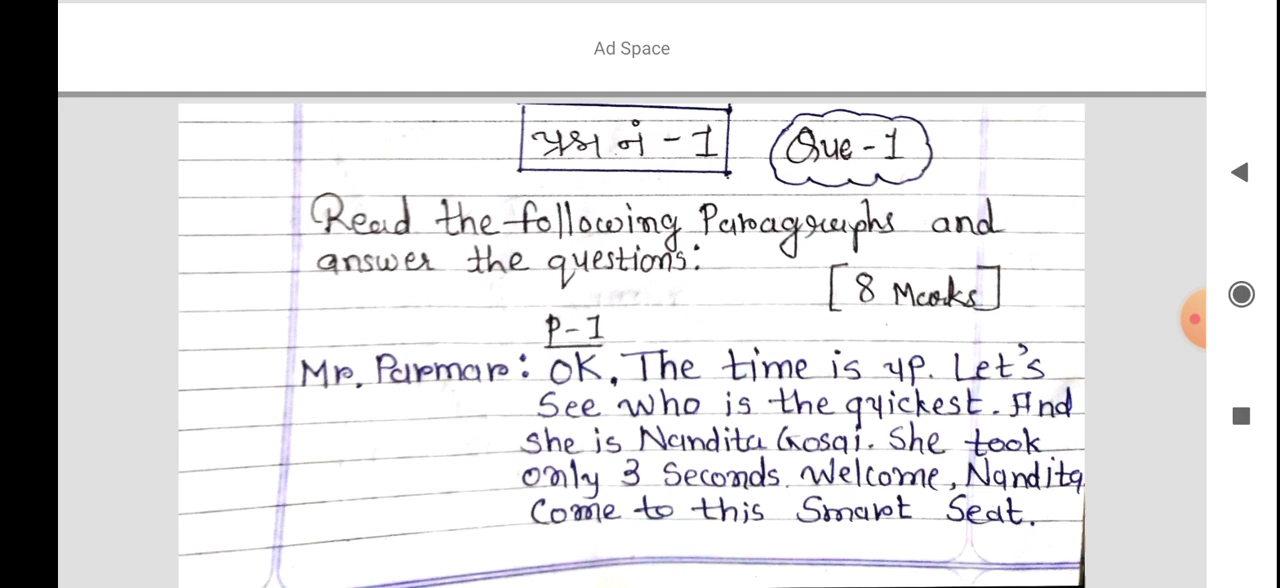 Ad Space
પ્રશ્ન નં - 1
Que - 1
Read the following Paragraphs and
answer the questions:
[8 Marks]
P-1
Mr. Parmar: OK, The time is up. Let's
See who is the quickest. And
she is Nandita Gosai. She took
only 3 Seconds. Welcome, Nandita
Come to this Smart Seat.